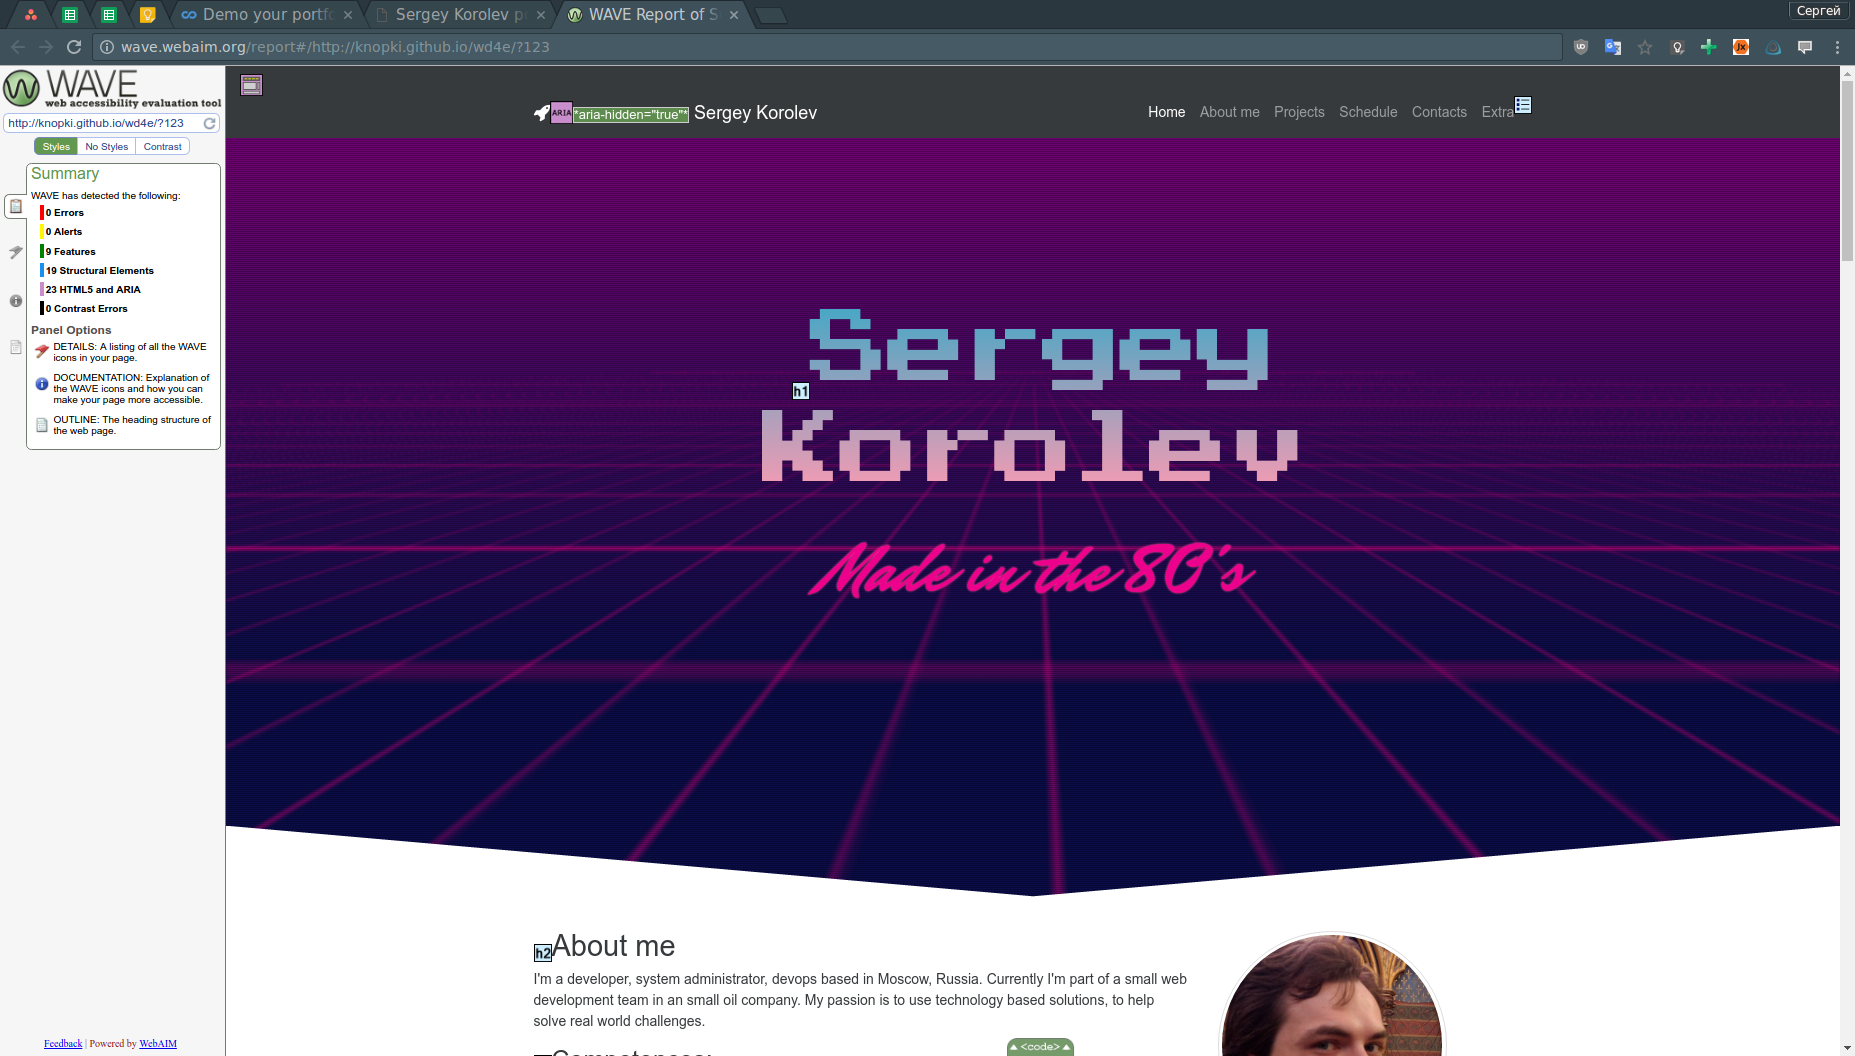 Demo your portfo
Sergey Korolev p
WAVE Report of S
Сергей
wave.webaim.org/report#/http://knopki.github.io/wd4e/?123
WAVE
web accessibility evaluation tool
http://knopki.github.io/wd4e/?123
Styles
No Styles
Contrast
Summary
WAVE has detected the following:
0 Errors
0 Alerts
9 Features
19 Structural Elements
23 HTML5 and ARIA
0 Contrast Errors
Panel Options
DETAILS: A listing of all the WAVE
icons in your page.
DOCUMENTATION: Explanation of
the WAVE icons and how you can
make your page more accessible.
OUTLINE: The heading structure of
the web page.
Feedback | Powered by WebAIM
ARIA *aria-hidden="true"* Sergey Korolev
Home About me Projects Schedule Contacts Extra
Sergey
h1
Korolev
Made in the 80's
h2 About me
I'm a developer, system administrator, devops based in Moscow, Russia. Currently I'm part of a small web
development team in an small oil company. My passion is to use technology based solutions, to help
solve real world challenges.
<code>